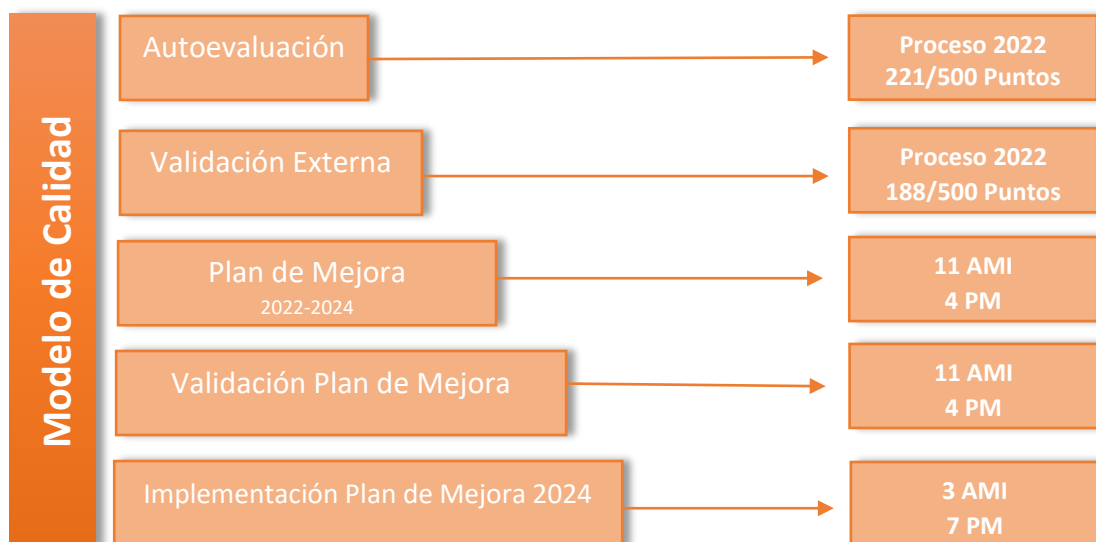 Modelo de Calidad
Autoevaluación
Proceso 2022
221/500 Puntos
Validación Externa
Proceso 2022
188/500 Puntos
Plan de Mejora
2022-2024
11 AMI
4 PM
Validación Plan de Mejora
11 AMI
4 PM
Implementación Plan de Mejora 2024
3 AMI
7 PM